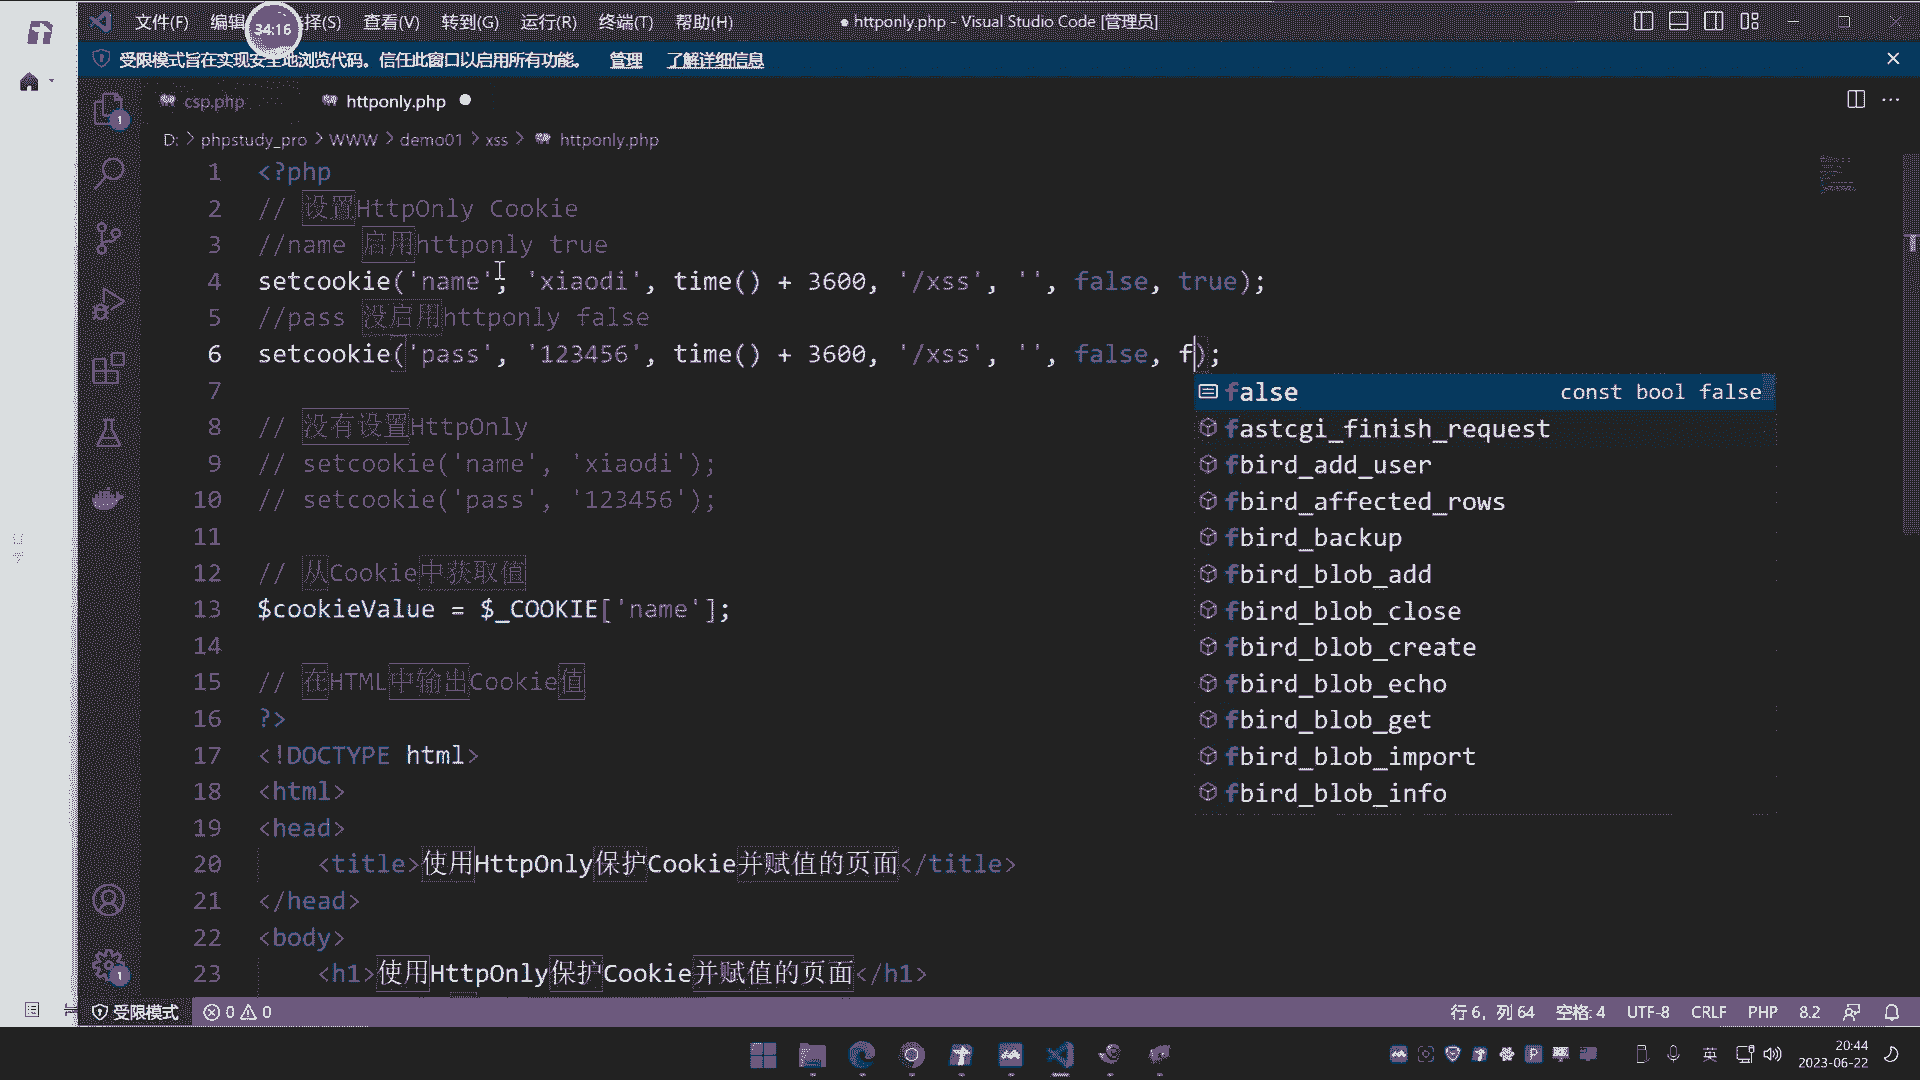 文件(F) 编辑 34:16 择(S) 查看(V) 转到(G) 运行(R) 终端(T) 帮助(H) ● httponly.php - Visual Studio Code [管理员]
受限模式旨在实现安全地浏览代码。信任此窗口以启用所有功能。 管理 了解详细信息
csp.php httponly.php
D: > phpstudy_pro > WWW > demo01 > xss > httponly.php
1 <?php
2 // 设置HttpOnly Cookie
3 //name 启用httponly true
4 setcookie('name', 'xiaodi', time() + 3600, '/xss', '', false, true);
5 //pass 没启用httponly false
6 setcookie('pass', '123456', time() + 3600, '/xss', '', false, f);
7
false const bool false
8 // 没有设置HttpOnly
fastcgi_finish_request
9 // setcookie('name', 'xiaodi');
fbird_add_user
10 // setcookie('pass', '123456');
fbird_affected_rows
11
fbird_backup
12 // 从Cookie中获取值
fbird_blob_add
13 $cookieValue = $_COOKIE['name'];
fbird_blob_close
14
fbird_blob_create
15 // 在HTML中输出Cookie值
fbird_blob_echo
16 ?>
fbird_blob_get
17 <!DOCTYPE html>
fbird_blob_import
18 <html>
fbird_blob_info
19 <head>
20 <title>使用HttpOnly保护Cookie并赋值的页面</title>
21 </head>
22 <body>
23 <h1>使用HttpOnly保护Cookie并赋值的页面</h1>
受限模式 0 0 行 6，列 64 空格: 4 UTF-8 CRLF PHP 8.2
英 20:44
2023-06-22